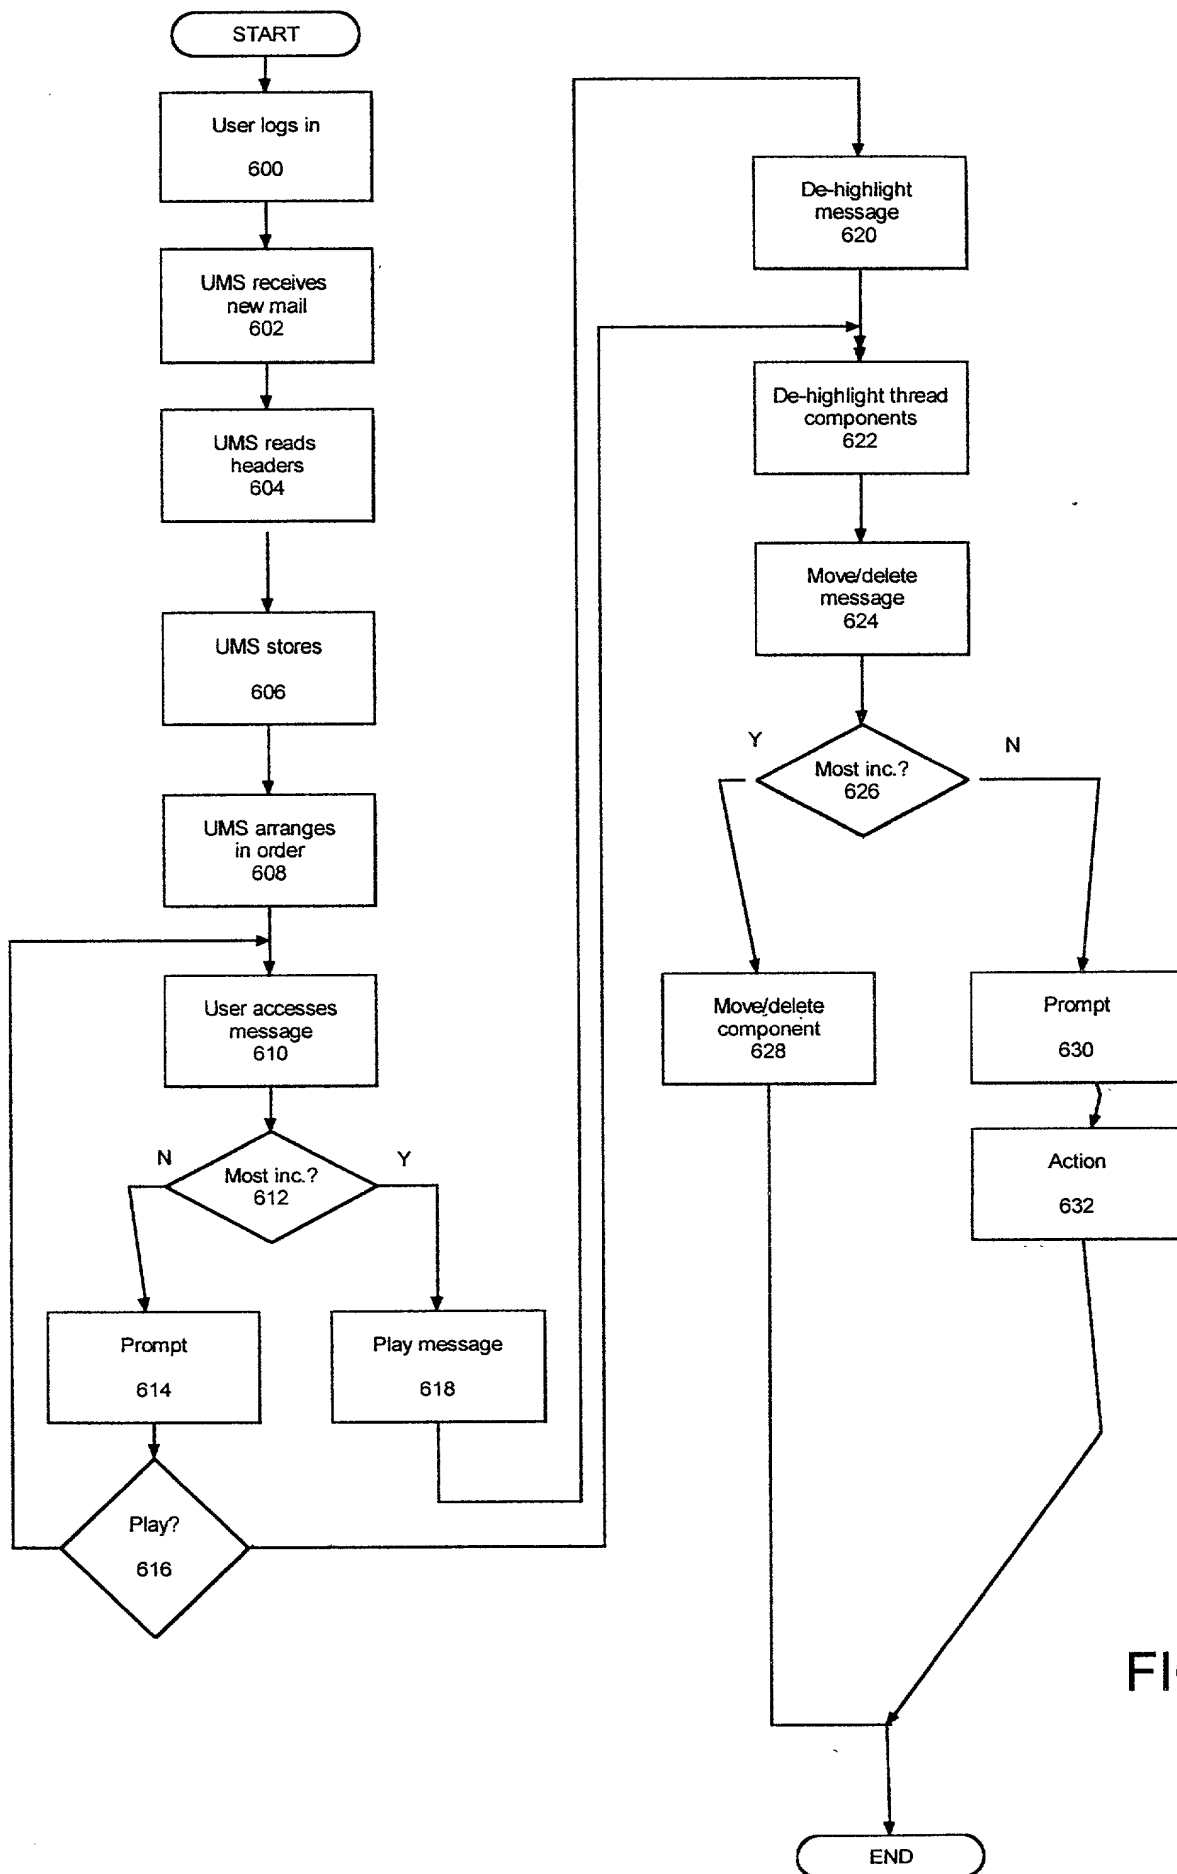 START
User logs in
600
UMS receives
new mail
602
UMS reads
headers
604
UMS stores
606
UMS arranges
in order
608
User accesses
message
610
N
Y
Most inc.?
612
Prompt
614
Play message
618
Play?
616
De-highlight
message
620
De-highlight thread
components
622
Move/delete
message
624
Y
N
Most inc.?
626
Move/delete
component
628
Prompt
630
Action
632
END